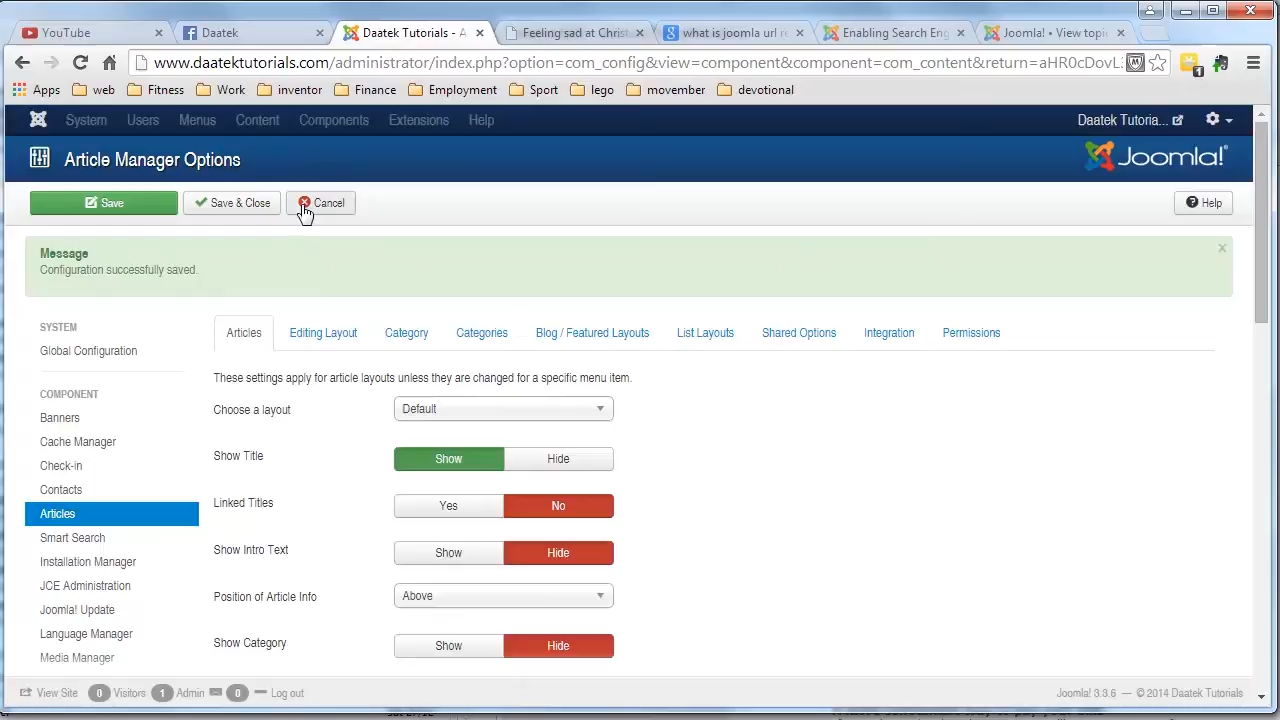 YouTube
Daatek
Daatek Tutorials - A
Feeling sad at Christ
what is joomla url r
Enabling Search Eng
Joomla! • View topi
www.daatektutorials.com/administrator/index.php?option=com_config&view=component&component=com_content&return=aHR0cDovL
Apps web Fitness Work inventor Finance Employment Sport lego movember devotional
1
System Users Menus Content Components Extensions Help Daatek Tutoria...
Article Manager Options
Joomla!®
Save Save & Close Cancel Help
Message
Configuration successfully saved.
SYSTEM
Global Configuration
COMPONENT
Banners
Cache Manager
Check-in
Contacts
Articles
Smart Search
Installation Manager
JCE Administration
Joomla! Update
Language Manager
Media Manager
Articles Editing Layout Category Categories Blog / Featured Layouts List Layouts Shared Options Integration Permissions
These settings apply for article layouts unless they are changed for a specific menu item.
Choose a layout Default
Show Title Show Hide
Linked Titles Yes No
Show Intro Text Show Hide
Position of Article Info Above
Show Category Show Hide
View Site 0 Visitors 1 Admin 0 Log out
Joomla! 3.3.6 — © 2014 Daatek Tutorials